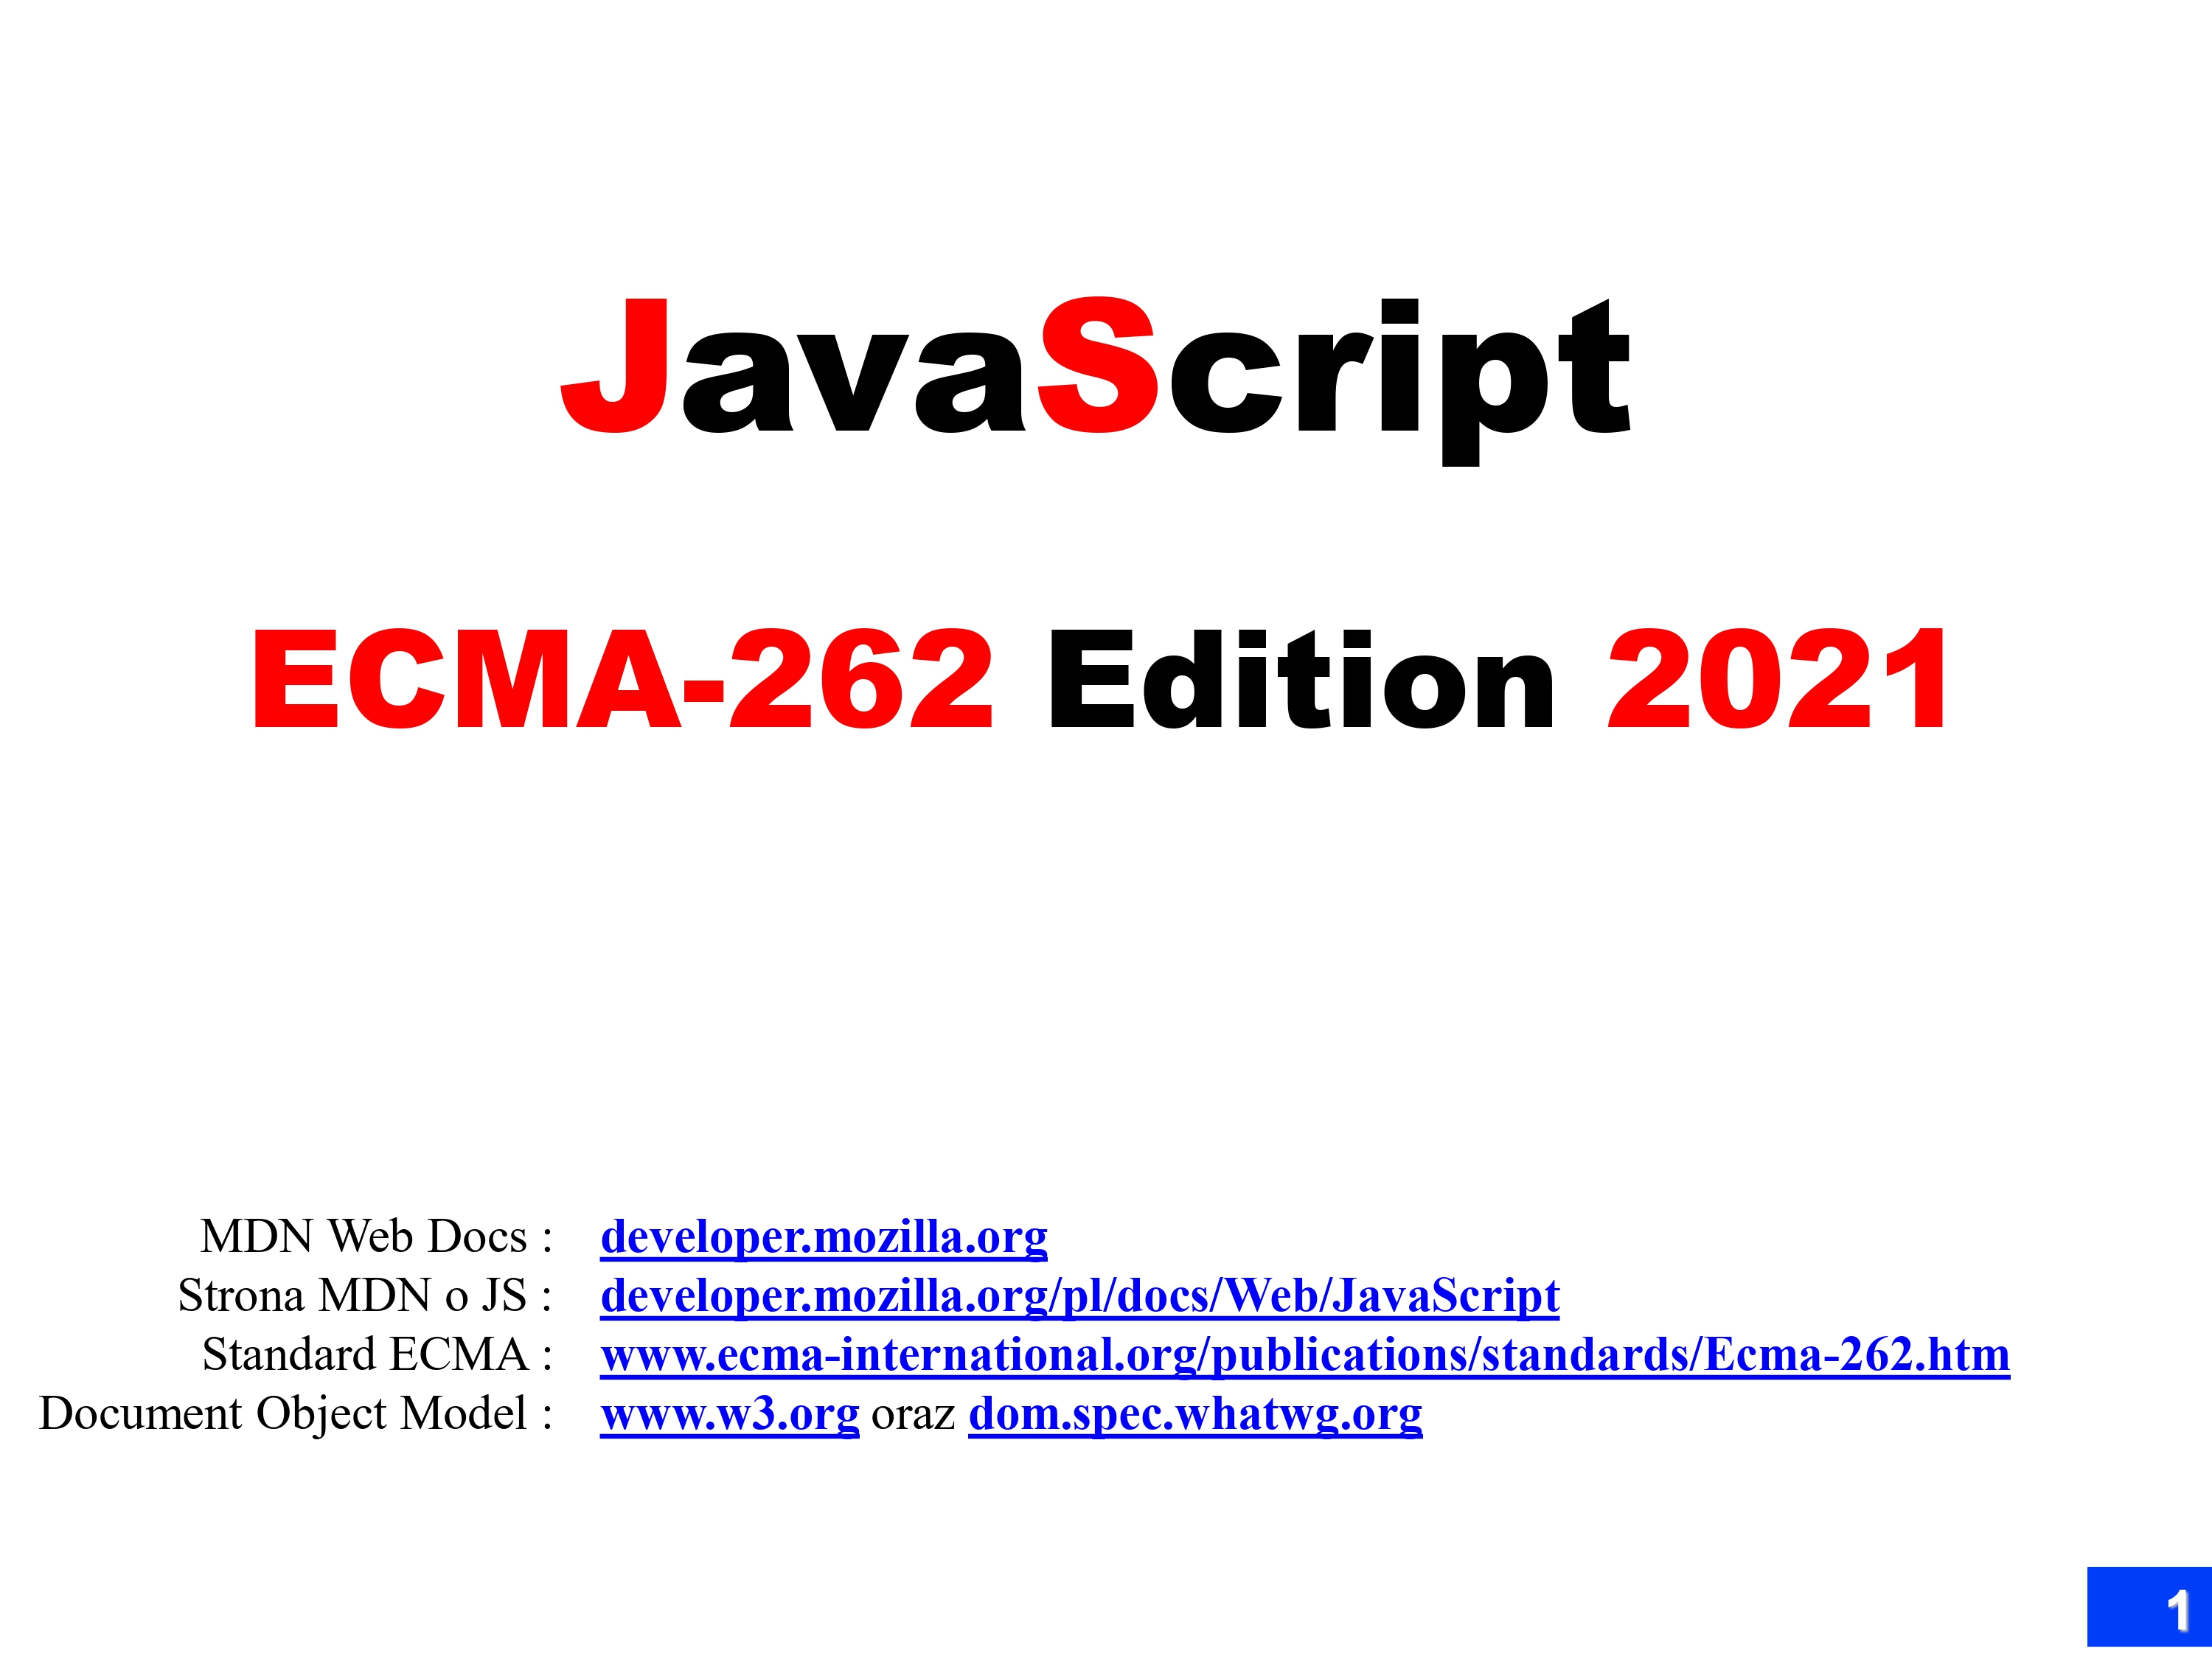 JavaScript
ECMA-262 Edition 2021
MDN Web Docs : developer.mozilla.org
Strona MDN o JS : developer.mozilla.org/pl/docs/Web/JavaScript
Standard ECMA : www.ecma-international.org/publications/standards/Ecma-262.htm
Document Object Model : www.w3.org oraz dom.spec.whatwg.org
1